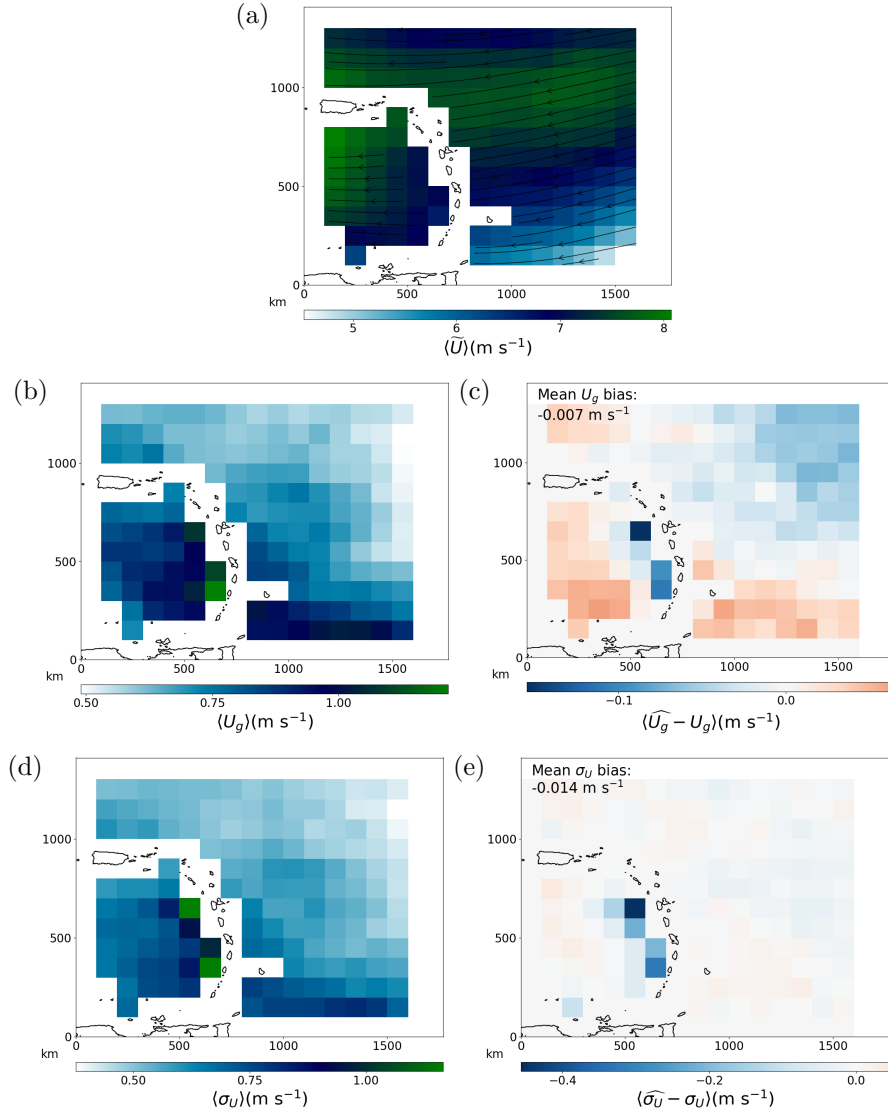 (a)
1000
500
0
km
0 500 1000 1500
5 6 7 8
⟨Ũ⟩(m s⁻¹)
(b)
1000
500
0
km
0 500 1000 1500
0.50 0.75 1.00
⟨U_g⟩(m s⁻¹)
(c)
Mean U_g bias:
-0.007 m s⁻¹
1000
500
0
km
0 500 1000 1500
−0.1 0.0
⟨\widehat{U_g} − U_g⟩(m s⁻¹)
(d)
1000
500
0
km
0 500 1000 1500
0.50 0.75 1.00
⟨σ_U⟩(m s⁻¹)
(e)
Mean σ_U bias:
-0.014 m s⁻¹
1000
500
0
km
0 500 1000 1500
−0.4 −0.2 0.0
⟨\widehat{σ_U} − σ_U⟩(m s⁻¹)